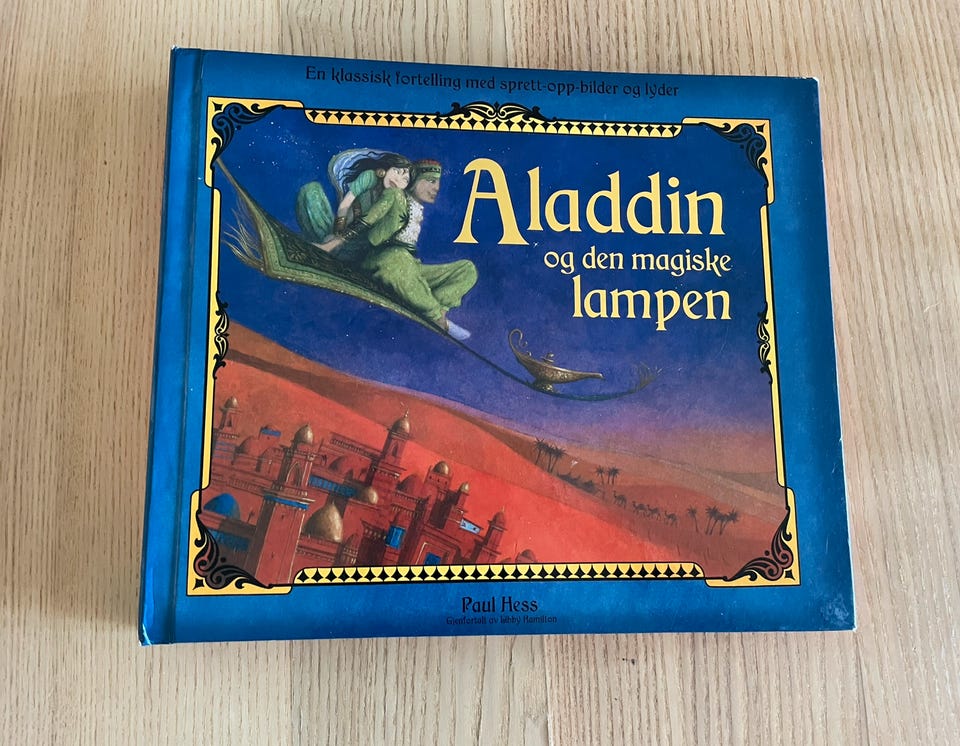 En klassisk fortelling med sprett-opp-bilder og lyder
Aladdin
og den magiske
lampen
Paul Hess
Gjenfortalt av Libby Hamilton